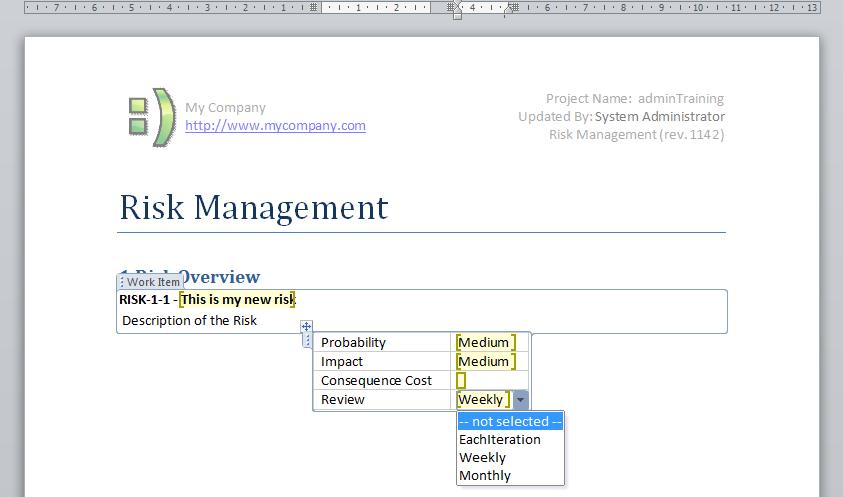 7 6 5 4 3 2 1 1 2 4 6 7 8 9 10 11 12 13
My Company
http://www.mycompany.com
Project Name: adminTraining
Updated By: System Administrator
Risk Management (rev. 1142)
Risk Management
1 Risk Overview
Work Item
RISK-1-1 - This is my new risk
Description of the Risk
Probability Medium
Impact Medium
Consequence Cost
Review Weekly
-- not selected --
EachIteration
Weekly
Monthly